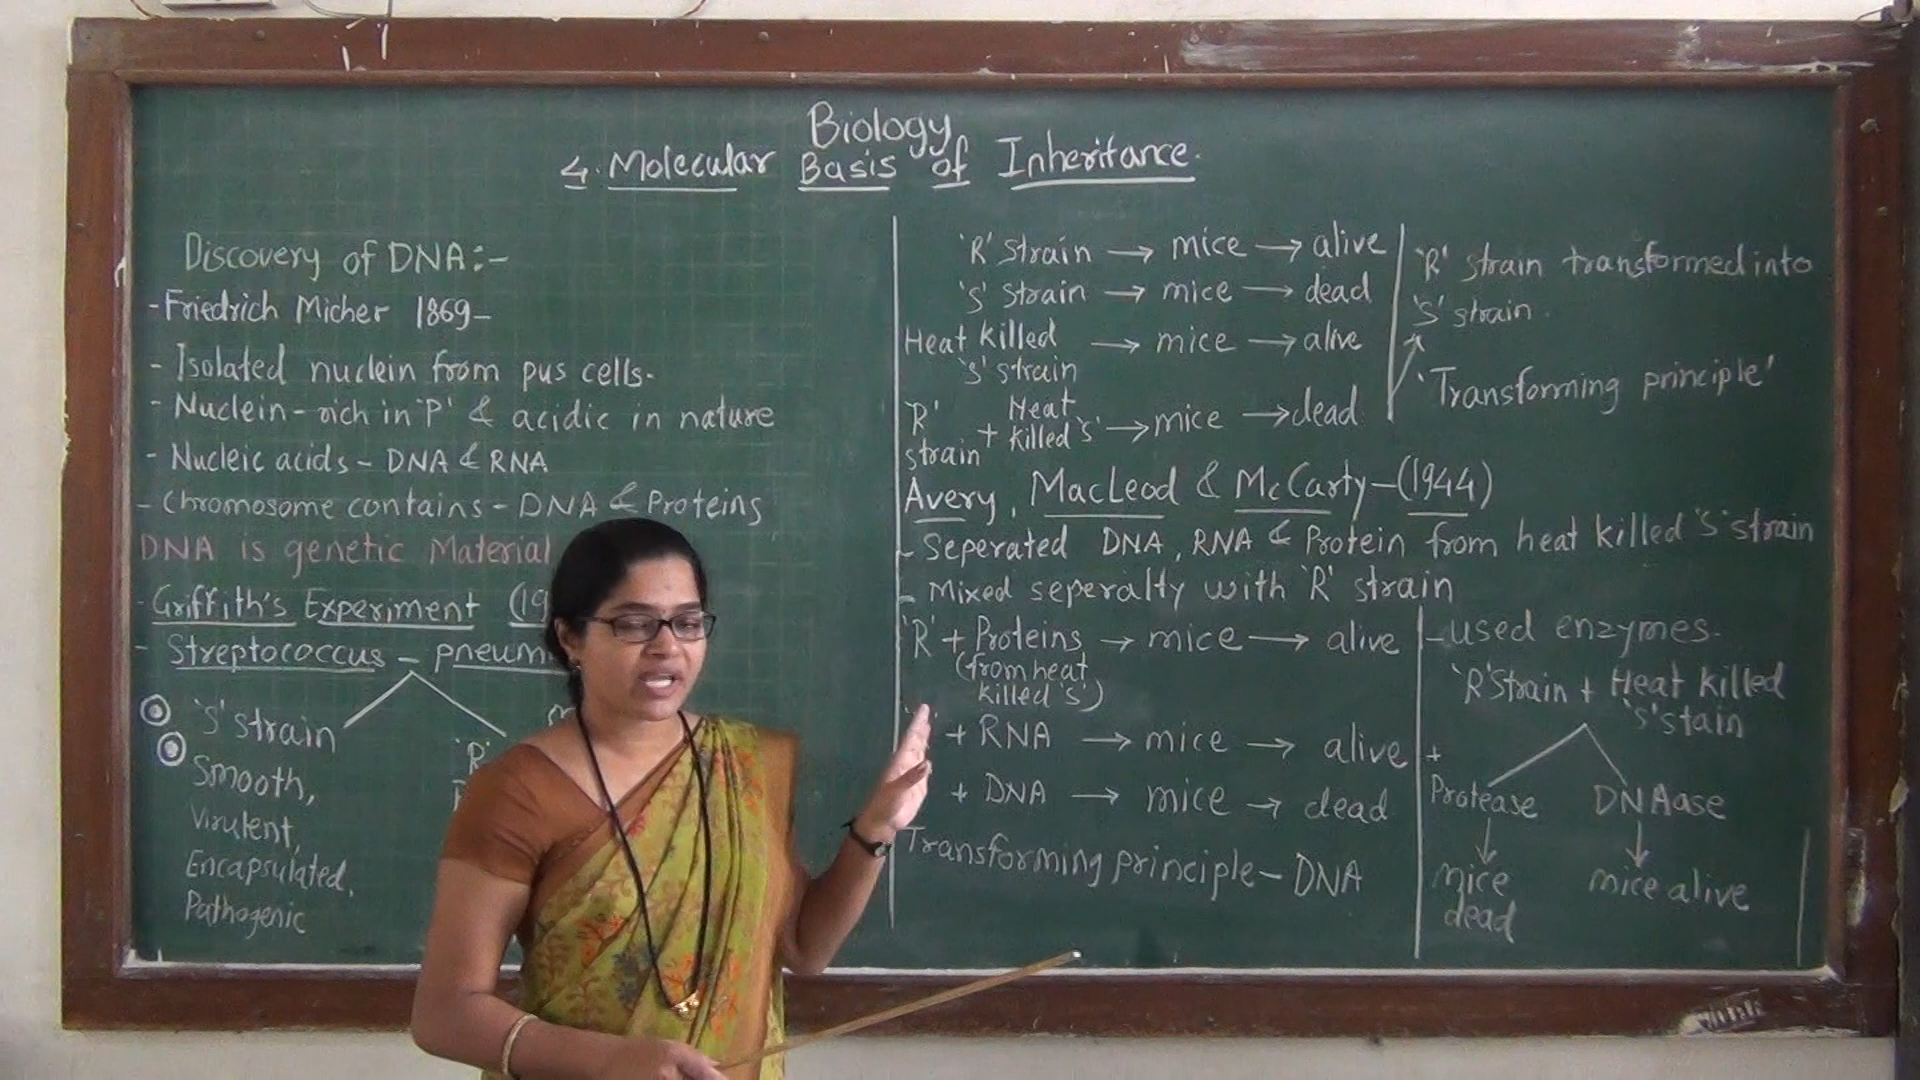 Biology
4. Molecular Basis of Inheritance.
Discovery of DNA:-
- Friedrich Micher 1869-
- Isolated nuclein from pus cells.
- Nuclein - rich in 'P' & acidic in nature
- Nucleic acids - DNA & RNA
- Chromosome contains - DNA & Proteins
DNA is genetic Material
- Griffith's Experiment (19
- Streptococcus - pneum
'S' strain
Smooth,
Virulent,
Encapsulated,
Pathogenic
'R'
'R' strain → mice → alive
'S' strain → mice → dead
Heat killed 's' strain → mice → alive
'R' strain + Heat killed 's' → mice → dead
'R' strain transformed into
'S' strain.
'Transforming principle'
Avery, MacLeod & McCarty - (1944)
- Seperated DNA, RNA & Protein from heat killed 'S' strain
- Mixed seperalty with 'R' strain
'R' + Proteins → mice → alive
(from heat
killed 's')
+ RNA → mice → alive
+ DNA → mice → dead
Transforming principle - DNA
- used enzymes.
'R' Strain + Heat killed
's' stain
+
Protease
↓
mice
dead
DNAase
↓
mice alive